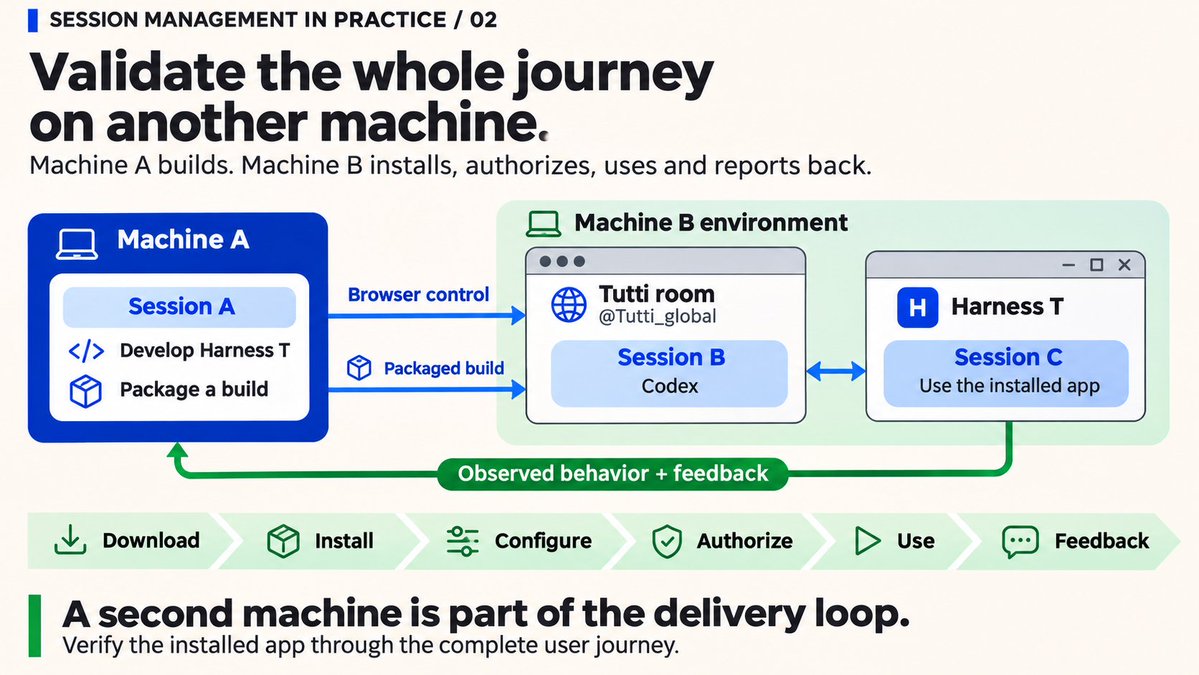 SESSION MANAGEMENT IN PRACTICE / 02
Validate the whole journey
on another machine.
Machine A builds. Machine B installs, authorizes, uses and reports back.
Machine A
Session A
</> Develop Harness T
Package a build
Browser control
Packaged build
Machine B environment
Tutti room
@Tutti_global
Session B
Codex
H Harness T
Session C
Use the installed app
Observed behavior + feedback
Download
Install
Configure
Authorize
Use
Feedback
A second machine is part of the delivery loop.
Verify the installed app through the complete user journey.